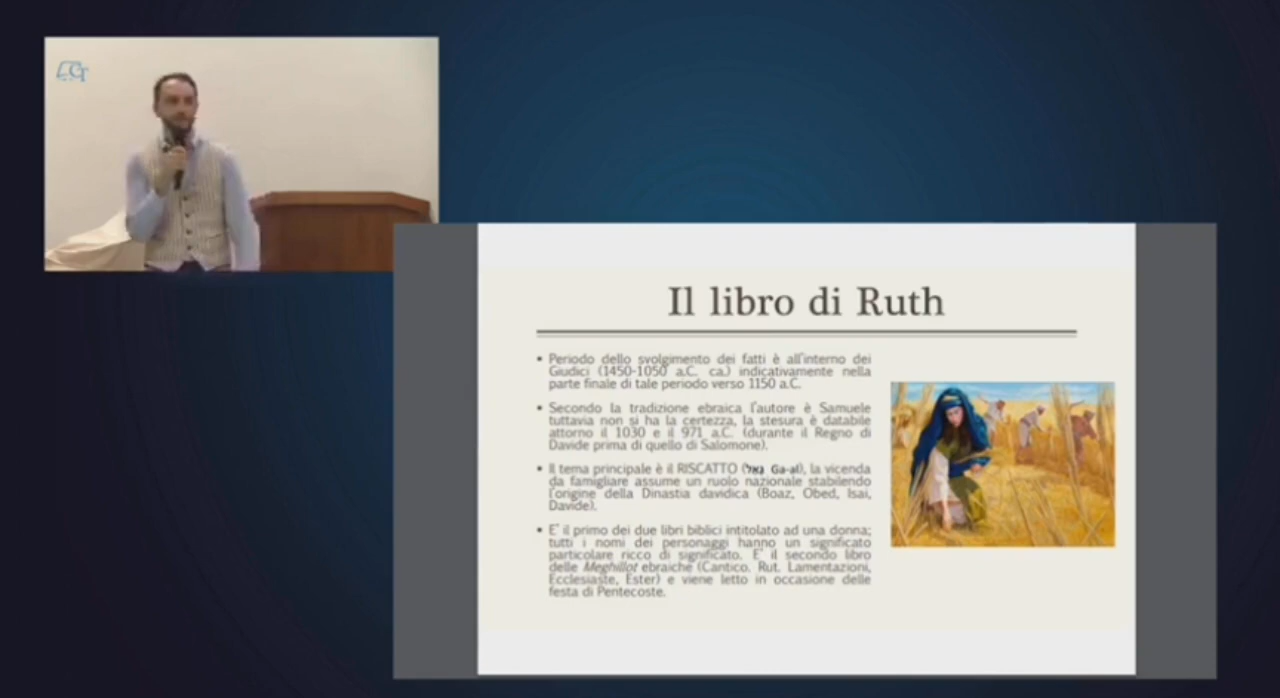 CT
Il libro di Ruth
• Periodo dello svolgimento dei fatti è all'interno dei
Giudici (1450-1050 a.C. ca.) indicativamente nella
parte finale di tale periodo verso 1150 a.C.
• Secondo la tradizione ebraica l'autore è Samuele
tuttavia non si ha la certezza, la stesura è databile
attorno il 1030 e il 971 a.C. (durante il Regno di
Davide prima di quello di Salomone).
• Il tema principale è il RISCATTO (גאל Ga-al), la vicenda
da famigliare assume un ruolo nazionale stabilendo
l'origine della Dinastia davidica (Boaz, Obed, Isai,
Davide).
• E' il primo dei due libri biblici intitolato ad una donna;
tutti i nomi dei personaggi hanno un significato
particolare ricco di significato. E' il secondo libro
delle Meghillot ebraiche (Cantico. Rut. Lamentazioni,
Ecclesiaste, Ester) e viene letto in occasione delle
festa di Pentecoste.